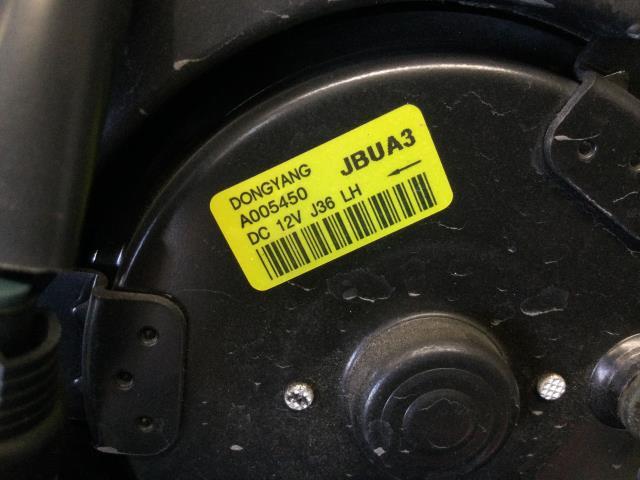 DONGYANG
JBUA3
A005450
DC 12V J36 LH